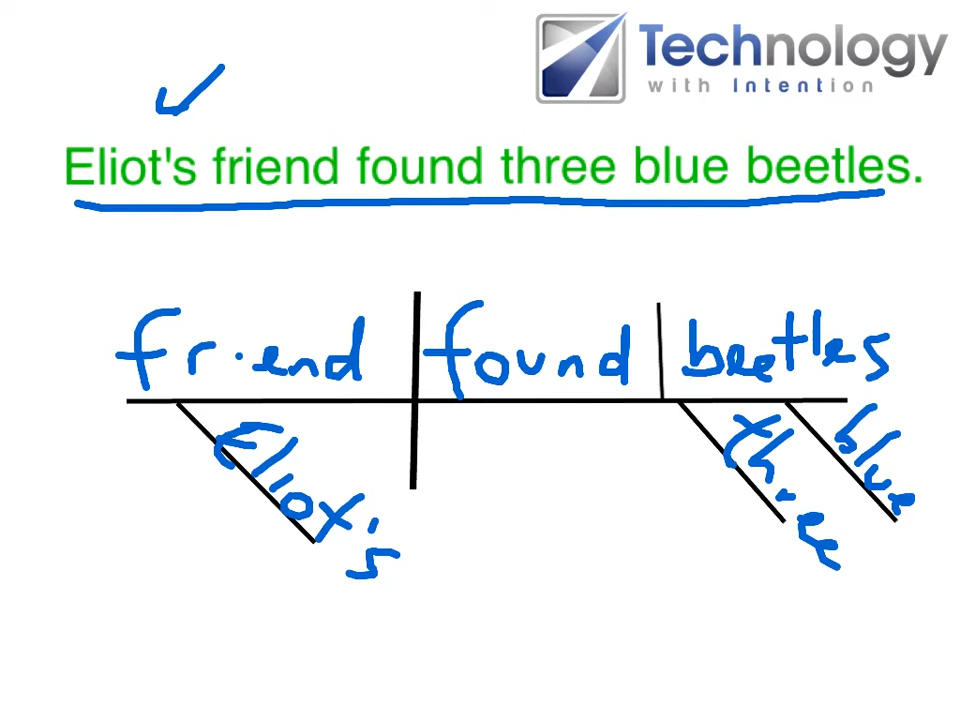 Technology
with Intention
Eliot's friend found three blue beetles.
friend found beetles
Eliot's three blue